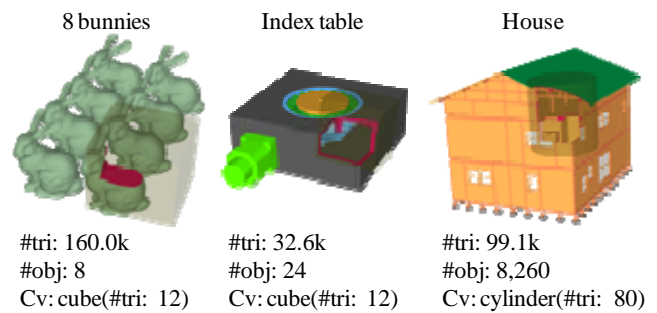 8 bunnies
Index table
House
#tri: 160.0k
#obj: 8
Cv: cube(#tri: 12)
#tri: 32.6k
#obj: 24
Cv: cube(#tri: 12)
#tri: 99.1k
#obj: 8,260
Cv: cylinder(#tri: 80)